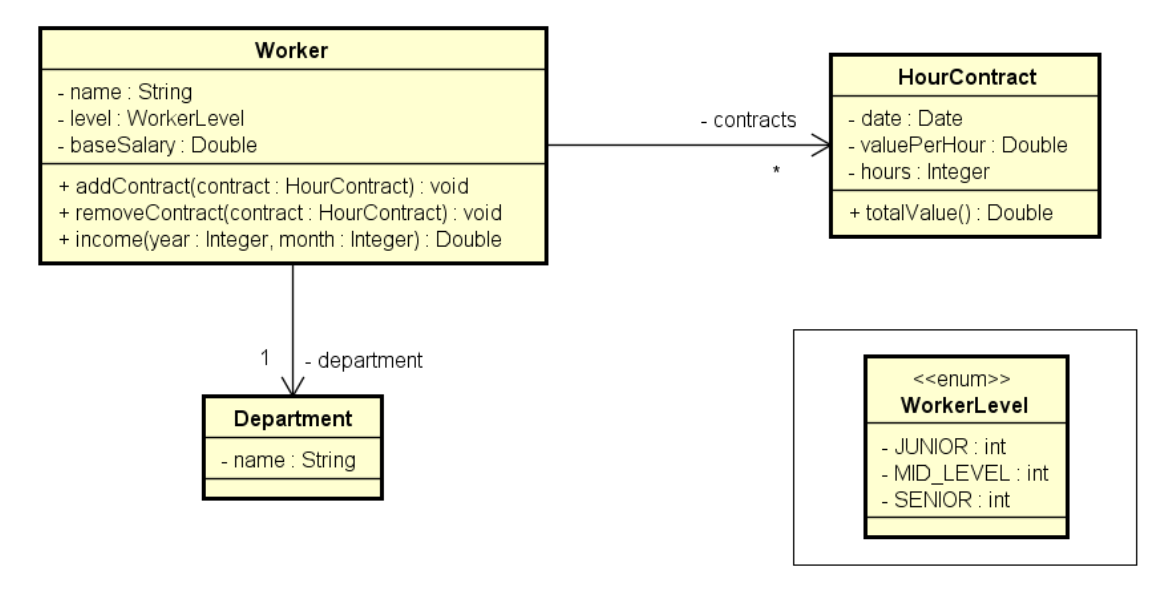 Worker
- name : String
- level : WorkerLevel
- baseSalary : Double
+ addContract(contract : HourContract) : void
+ removeContract(contract : HourContract) : void
+ income(year : Integer, month : Integer) : Double
- contracts
*
HourContract
- date : Date
- valuePerHour : Double
- hours : Integer
+ totalValue() : Double
1
- department
Department
- name : String
<<enum>>
WorkerLevel
- JUNIOR : int
- MID_LEVEL : int
- SENIOR : int